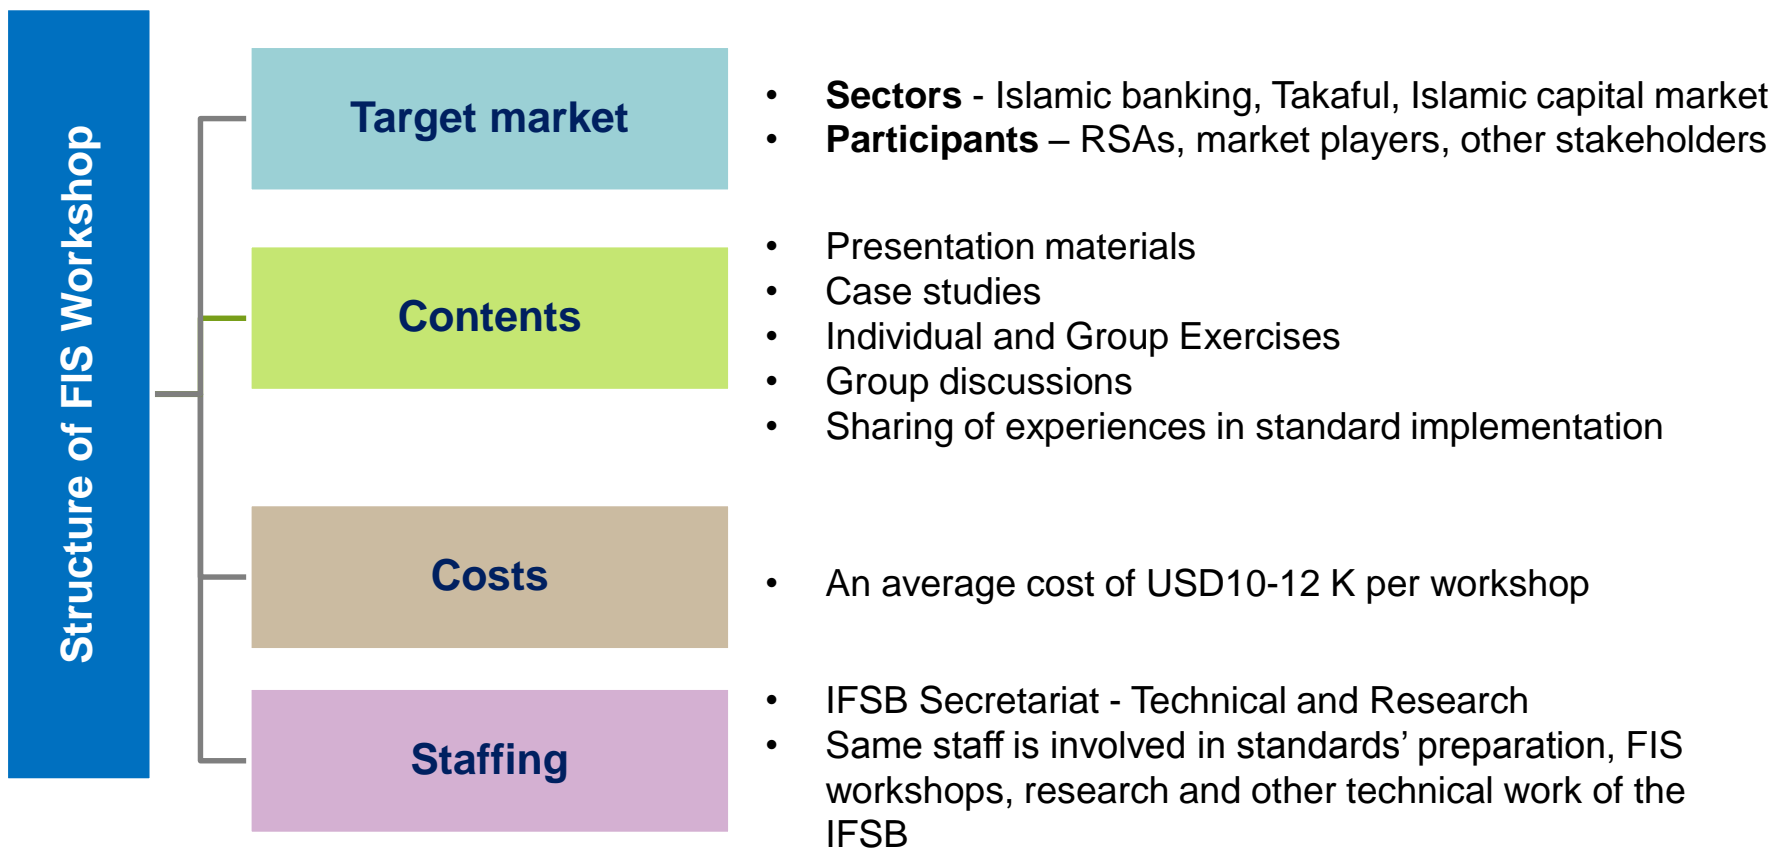 Structure of FIS Workshop
Target market
• Sectors - Islamic banking, Takaful, Islamic capital market
• Participants – RSAs, market players, other stakeholders
Contents
• Presentation materials
• Case studies
• Individual and Group Exercises
• Group discussions
• Sharing of experiences in standard implementation
Costs
• An average cost of USD10-12 K per workshop
Staffing
• IFSB Secretariat - Technical and Research
• Same staff is involved in standards’ preparation, FIS
workshops, research and other technical work of the
IFSB